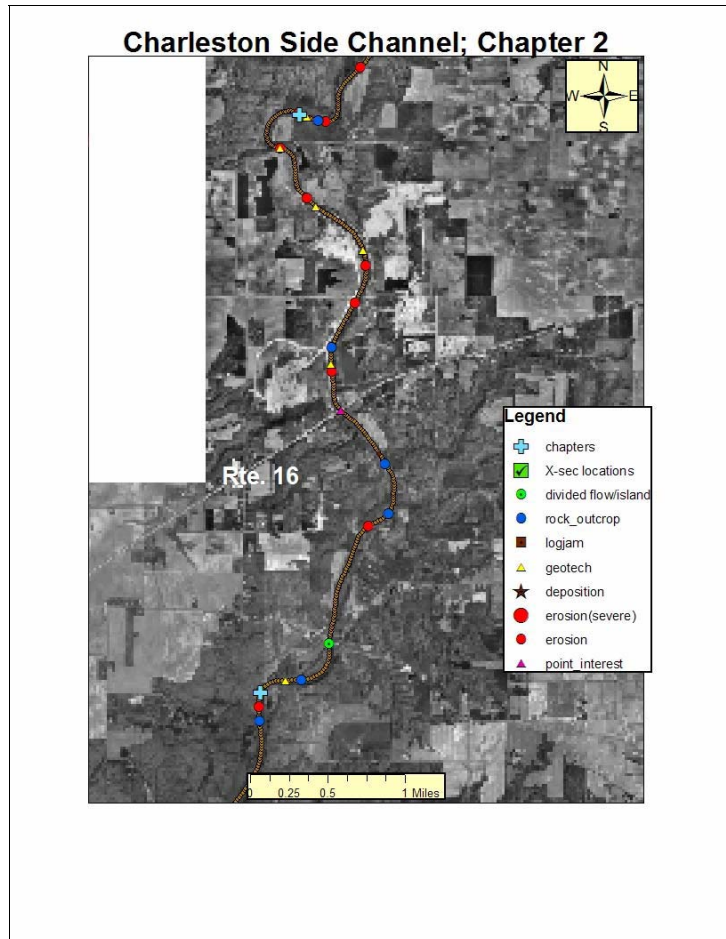 Charleston Side Channel; Chapter 2
N
W E
S
Rte. 16
Legend
chapters
X-sec locations
divided flow/island
rock_outcrop
logjam
geotech
deposition
erosion(severe)
erosion
point_interest
0 0.25 0.5 1 Miles